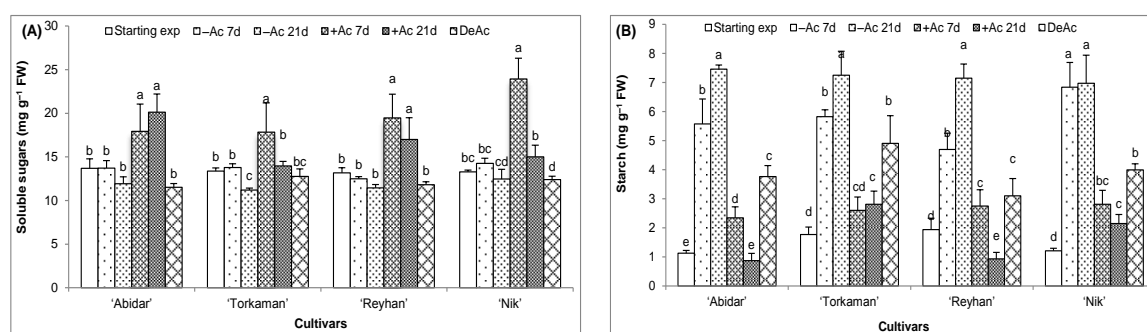 (A)
Starting exp –Ac 7d –Ac 21d +Ac 7d +Ac 21d DeAc
Soluble sugars (mg g⁻¹ FW)
30
25
20
15
10
5
0
b b b a a b
b b c a b bc
b b b a a b
bc b cd a b d
'Abidar' 'Torkaman' 'Reyhan' 'Nik'
Cultivars
(B)
Starting exp –Ac 7d –Ac 21d +Ac 7d +Ac 21d DeAc
Starch (mg g⁻¹ FW)
9
8
7
6
5
4
3
2
1
0
e b a d e c
d b a cd c b
d b a c e c
d a a bc c b
'Abidar' 'Torkaman' 'Reyhan' 'Nik'
Cultivars